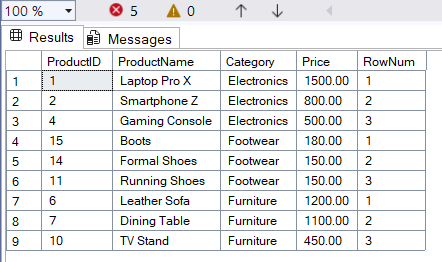 100 % 5 0
Results Messages
ProductID ProductName Category Price RowNum
1 1 Laptop Pro X Electronics 1500.00 1
2 2 Smartphone Z Electronics 800.00 2
3 4 Gaming Console Electronics 500.00 3
4 15 Boots Footwear 180.00 1
5 14 Formal Shoes Footwear 150.00 2
6 11 Running Shoes Footwear 150.00 3
7 6 Leather Sofa Furniture 1200.00 1
8 7 Dining Table Furniture 1100.00 2
9 10 TV Stand Furniture 450.00 3